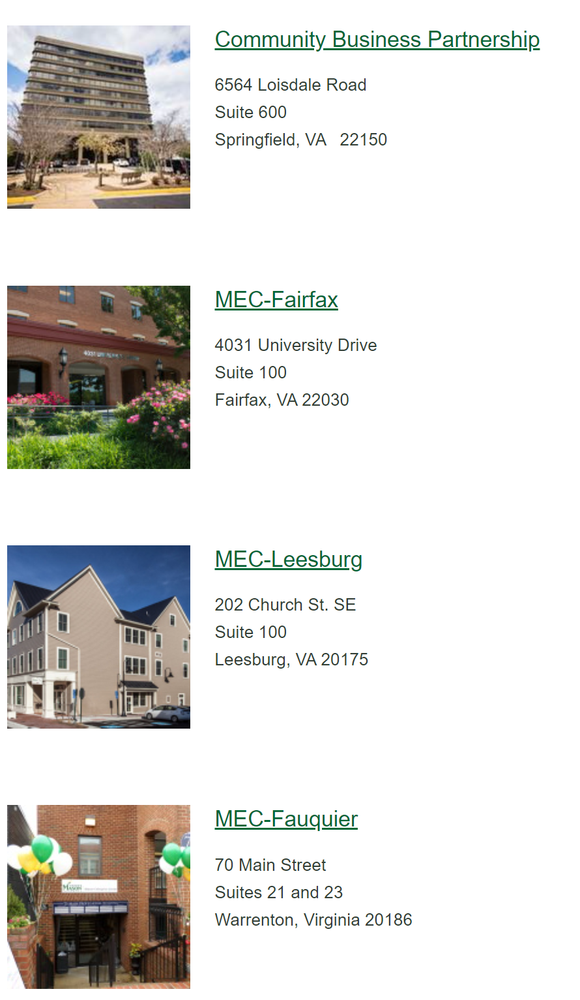 Community Business Partnership
6564 Loisdale Road
Suite 600
Springfield, VA   22150
MEC-Fairfax
4031 University Drive
Suite 100
Fairfax, VA 22030
MEC-Leesburg
202 Church St. SE
Suite 100
Leesburg, VA 20175
MEC-Fauquier
70 Main Street
Suites 21 and 23
Warrenton, Virginia 20186
4031
MASON